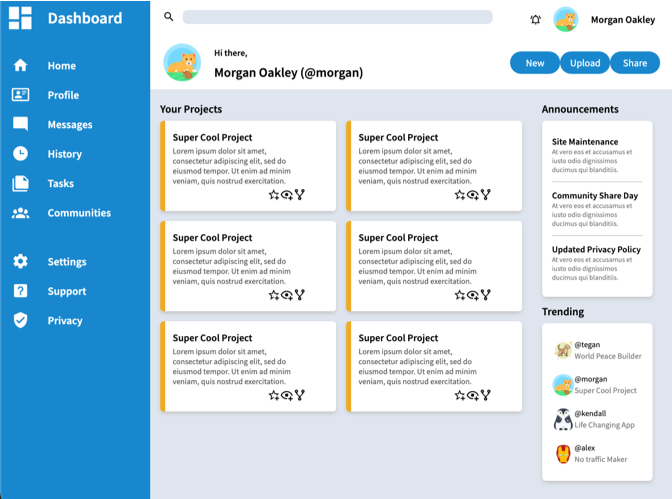 Dashboard
Home
Profile
Messages
History
Tasks
Communities
Settings
Support
Privacy
Morgan Oakley
Hi there,
Morgan Oakley (@morgan)
New
Upload
Share
Your Projects
Super Cool Project
Lorem ipsum dolor sit amet,
consectetur adipiscing elit, sed do
eiusmod tempor. Ut enim ad minim
veniam, quis nostrud exercitation.
Super Cool Project
Lorem ipsum dolor sit amet,
consectetur adipiscing elit, sed do
eiusmod tempor. Ut enim ad minim
veniam, quis nostrud exercitation.
Super Cool Project
Lorem ipsum dolor sit amet,
consectetur adipiscing elit, sed do
eiusmod tempor. Ut enim ad minim
veniam, quis nostrud exercitation.
Super Cool Project
Lorem ipsum dolor sit amet,
consectetur adipiscing elit, sed do
eiusmod tempor. Ut enim ad minim
veniam, quis nostrud exercitation.
Super Cool Project
Lorem ipsum dolor sit amet,
consectetur adipiscing elit, sed do
eiusmod tempor. Ut enim ad minim
veniam, quis nostrud exercitation.
Super Cool Project
Lorem ipsum dolor sit amet,
consectetur adipiscing elit, sed do
eiusmod tempor. Ut enim ad minim
veniam, quis nostrud exercitation.
Announcements
Site Maintenance
At vero eos et accusamus et
iusto odio dignissimos
ducimus qui blanditiis.
Community Share Day
At vero eos et accusamus et
iusto odio dignissimos
ducimus qui blanditiis.
Updated Privacy Policy
At vero eos et accusamus et
iusto odio dignissimos
ducimus qui blanditiis.
Trending
@tegan
World Peace Builder
@morgan
Super Cool Project
@kendall
Life Changing App
@alex
No traffic Maker